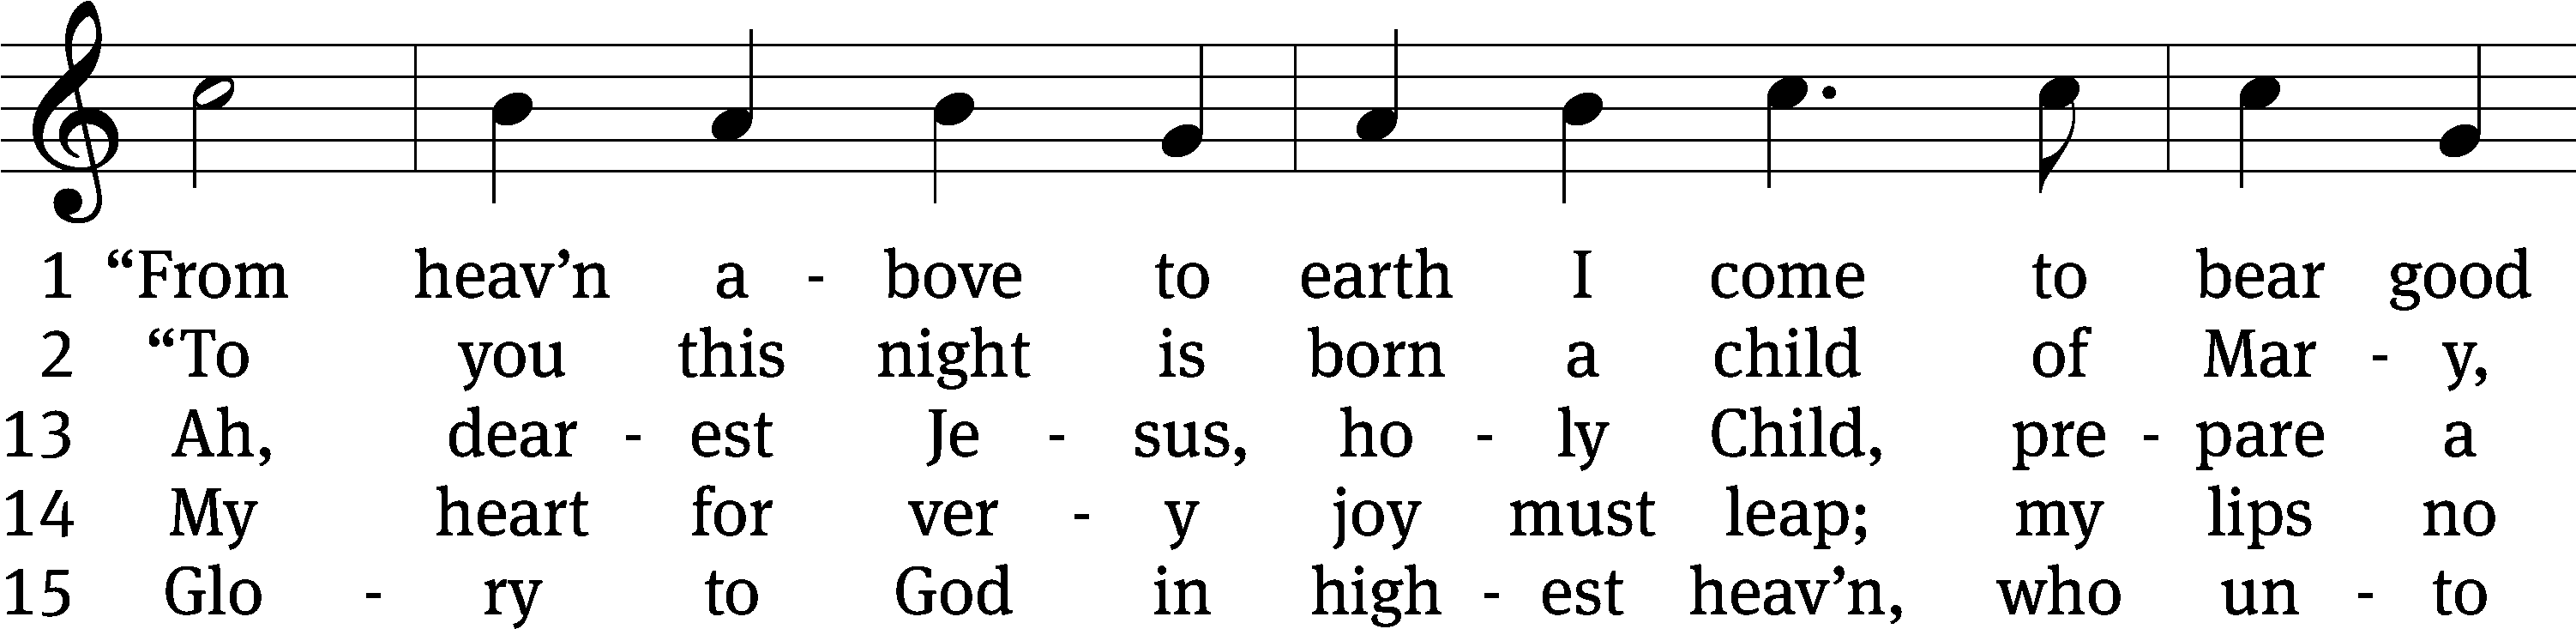 1 “From heav’n a - bove to earth I come to bear good
2 “To you this night is born a child of Mar - y,
13 Ah, dear - est Je - sus, ho - ly Child, pre - pare a
14 My heart for ver - y joy must leap; my lips no
15 Glo - ry to God in high - est heav’n, who un - to